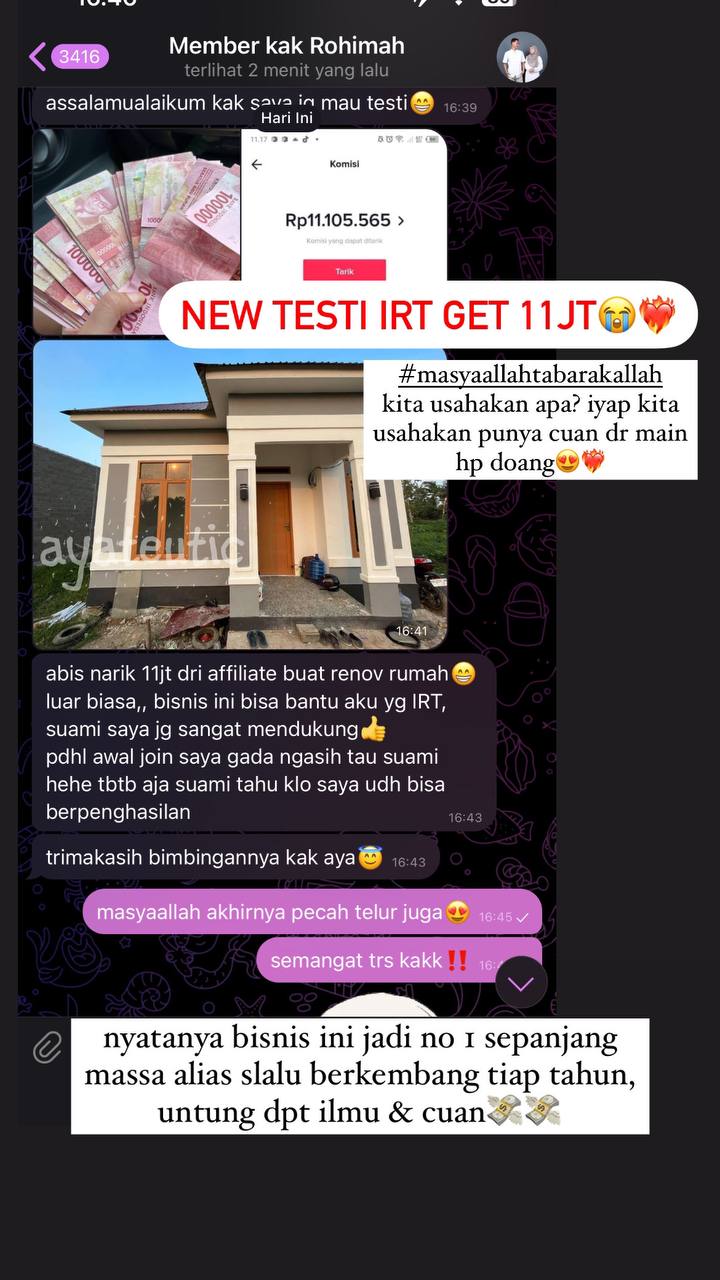 3416
Member kak Rohimah
terlihat 2 menit yang lalu
assalamualaikum kak saya jg mau testi😁 16:39
Hari Ini
11.17
Komisi
Rp11.105.565 >
Komisi yang dapat ditarik
Tarik
100000
NEW TESTI IRT GET 11JT😭❤️‍🔥
#masyaallahtabarakallah
kita usahakan apa? iyap kita
usahakan punya cuan dr main
hp doang😍❤️‍🔥
ayateutic
16:41
abis narik 11jt dri affiliate buat renov rumah😁
luar biasa,, bisnis ini bisa bantu aku yg IRT,
suami saya jg sangat mendukung👍
pdhl awal join saya gada ngasih tau suami
hehe tbtb aja suami tahu klo saya udh bisa
berpenghasilan
16:43
trimakasih bimbingannya kak aya😇 16:43
masyaallah akhirnya pecah telur juga😍 16:45
semangat trs kakk‼️
nyatanya bisnis ini jadi no 1 sepanjang
massa alias slalu berkembang tiap tahun,
untung dpt ilmu & cuan💸💸